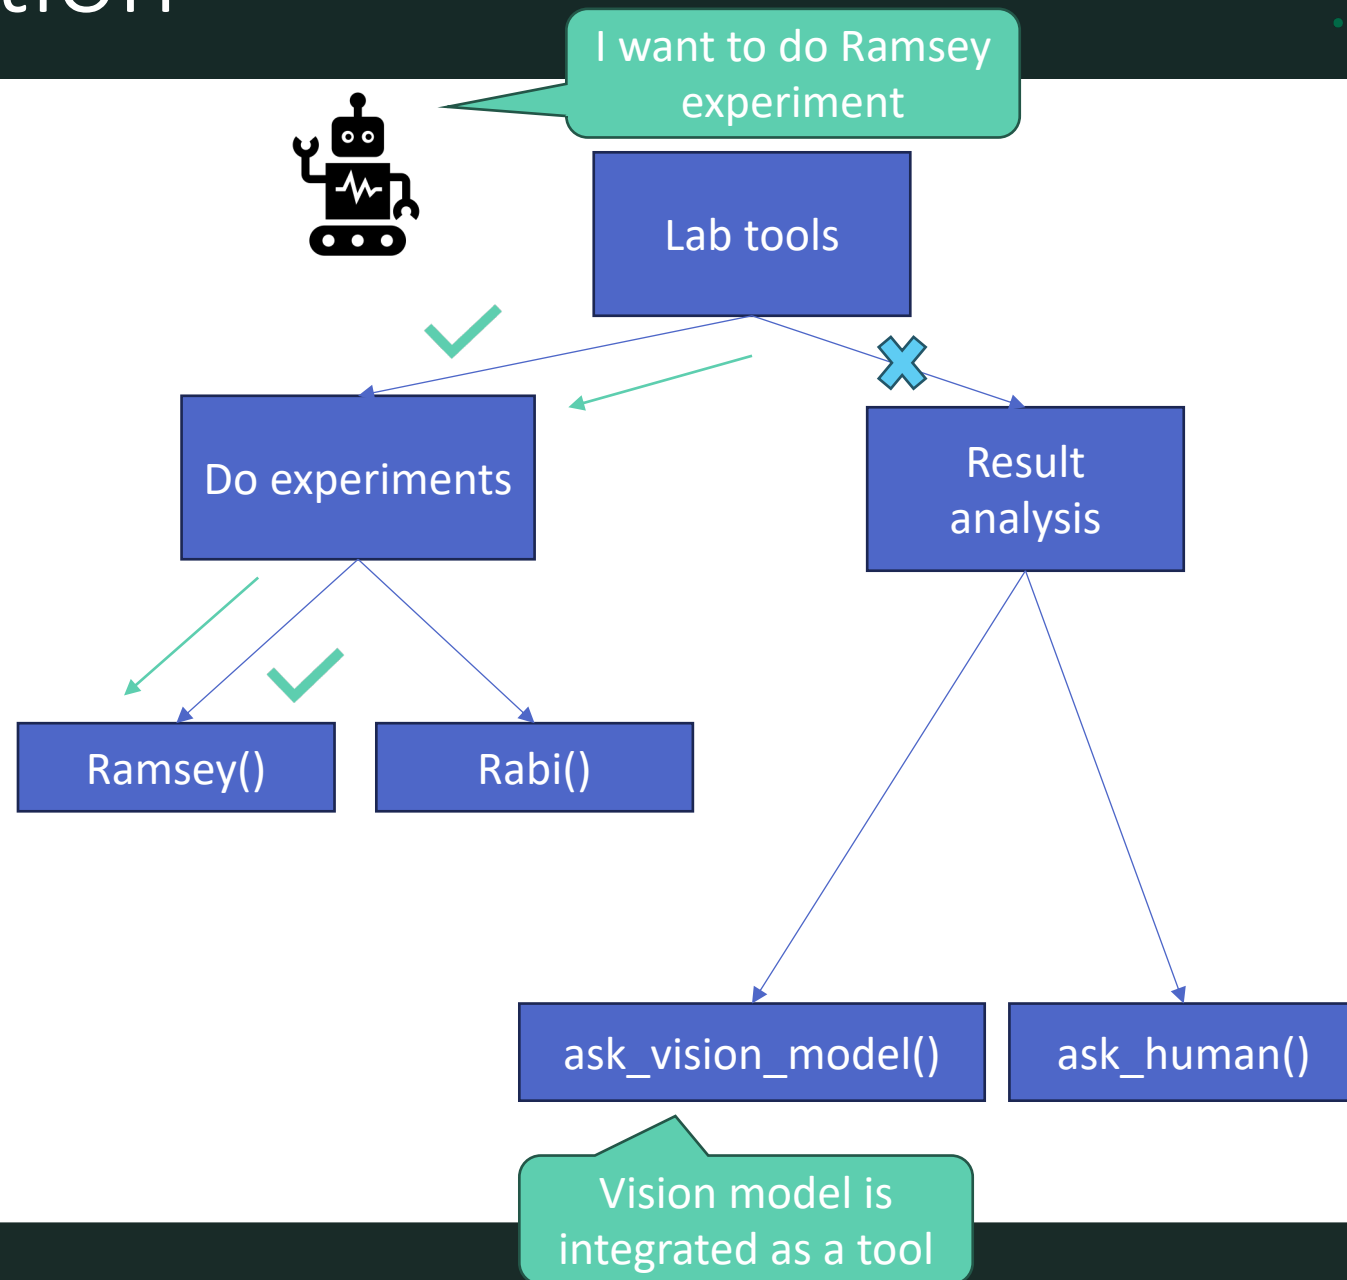 I want to do Ramsey
experiment
Lab tools
Do experiments
Result
analysis
Ramsey()
Rabi()
ask_vision_model()
ask_human()
Vision model is
integrated as a tool